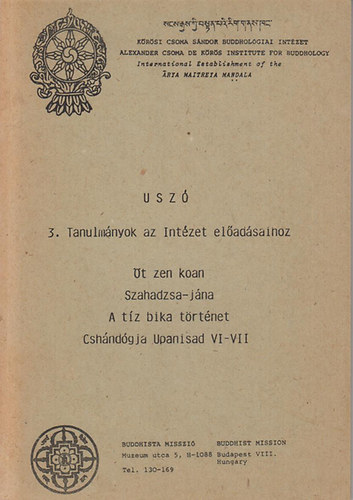 KŐRÖSI CSOMA SÁNDOR BUDDHOLOGIAI INTÉZET
ALEXANDER CSOMA DE KŐRÖS INSTITUTE FOR BUDDHOLOGY
International Establishment of the
ĀRYA MAITREYA MANDALA
USZÓ
3. Tanulmányok az Intézet előadásaihoz
Öt zen koan
Szahadzsa-jána
A tíz bika történet
Cshándógja Upanisad VI-VII
BUDDHISTA MISSZIÓ BUDDHIST MISSION
Museum utca 5, H-1088 Budapest VIII.
Hungary
Tel. 130-169